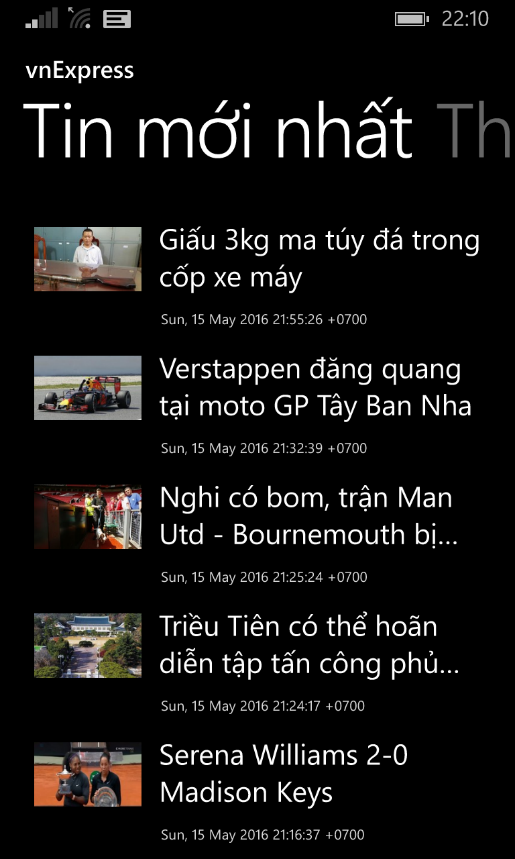 22:10
vnExpress
Tin mới nhất Th
Giấu 3kg ma túy đá trong
cốp xe máy
Sun, 15 May 2016 21:55:26 +0700
Verstappen đăng quang
tại moto GP Tây Ban Nha
Sun, 15 May 2016 21:32:39 +0700
Nghi có bom, trận Man
Utd - Bournemouth bị...
Sun, 15 May 2016 21:25:24 +0700
Triều Tiên có thể hoãn
diễn tập tấn công phủ...
Sun, 15 May 2016 21:24:17 +0700
Serena Williams 2-0
Madison Keys
Sun, 15 May 2016 21:16:37 +0700